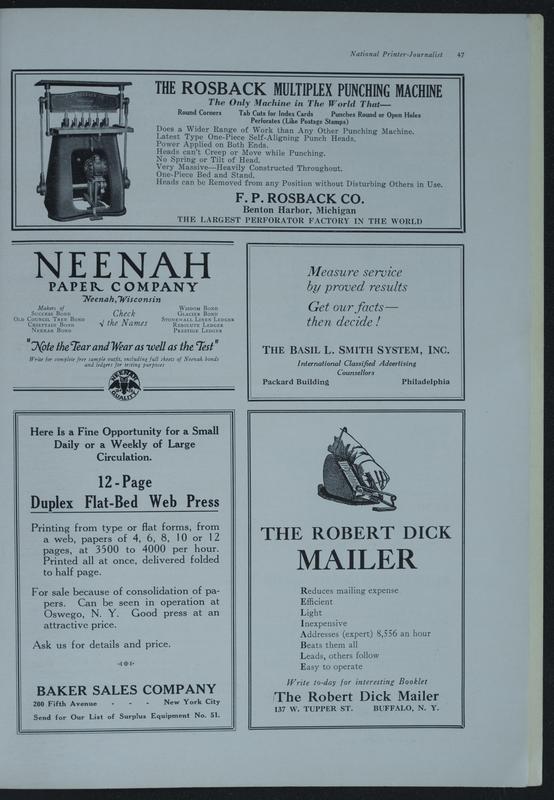 National Printer-Journalist 47
THE ROSBACK MULTIPLEX PUNCHING MACHINE
The Only Machine in The World That—
Round Corners Tab Cuts for Index Cards Punches Round or Open Holes
Perforates (Like Postage Stamps)
Does a Wider Range of Work than Any Other Punching Machine.
Latest Type One-Piece Self-Aligning Punch Heads.
Power Applied on Both Ends.
Heads can't Creep or Move while Punching.
No Spring or Tilt of Head.
Very Massive—Heavily Constructed Throughout.
One-Piece Bed and Stand.
Heads can be Removed from any Position without Disturbing Others in Use.
F. P. ROSBACK CO.
Benton Harbor, Michigan
THE LARGEST PERFORATOR FACTORY IN THE WORLD
NEENAH
PAPER COMPANY
Neenah, Wisconsin
Makers of
Success Bond
Old Council Tree Bond
Chieftain Bond
Neenah Bond
Check
√ the Names
Wisdom Bond
Glacier Bond
Stonewall Linen Ledger
Resolute Ledger
Prestige Ledger
"Note the Tear and Wear as well as the Test"
Write for complete free sample outfit, including full sheets of Neenah bonds
and ledgers for testing purposes
NEENAH
QUALITY
Measure service
by proved results
Get our facts—
then decide!
THE BASIL L. SMITH SYSTEM, INC.
International Classified Advertising
Counsellors
Packard Building Philadelphia
Here Is a Fine Opportunity for a Small
Daily or a Weekly of Large
Circulation.
12-Page
Duplex Flat-Bed Web Press
Printing from type or flat forms, from
a web, papers of 4, 6, 8, 10 or 12
pages, at 3500 to 4000 per hour.
Printed all at once, delivered folded
to half page.
For sale because of consolidation of pa-
pers. Can be seen in operation at
Oswego, N. Y. Good press at an
attractive price.
Ask us for details and price.
BAKER SALES COMPANY
200 Fifth Avenue - - - New York City
Send for Our List of Surplus Equipment No. 51.
THE ROBERT DICK
MAILER
Reduces mailing expense
Efficient
Light
Inexpensive
Addresses (expert) 8,556 an hour
Beats them all
Leads, others follow
Easy to operate
Write to-day for interesting Booklet
The Robert Dick Mailer
137 W. TUPPER ST. BUFFALO, N. Y.